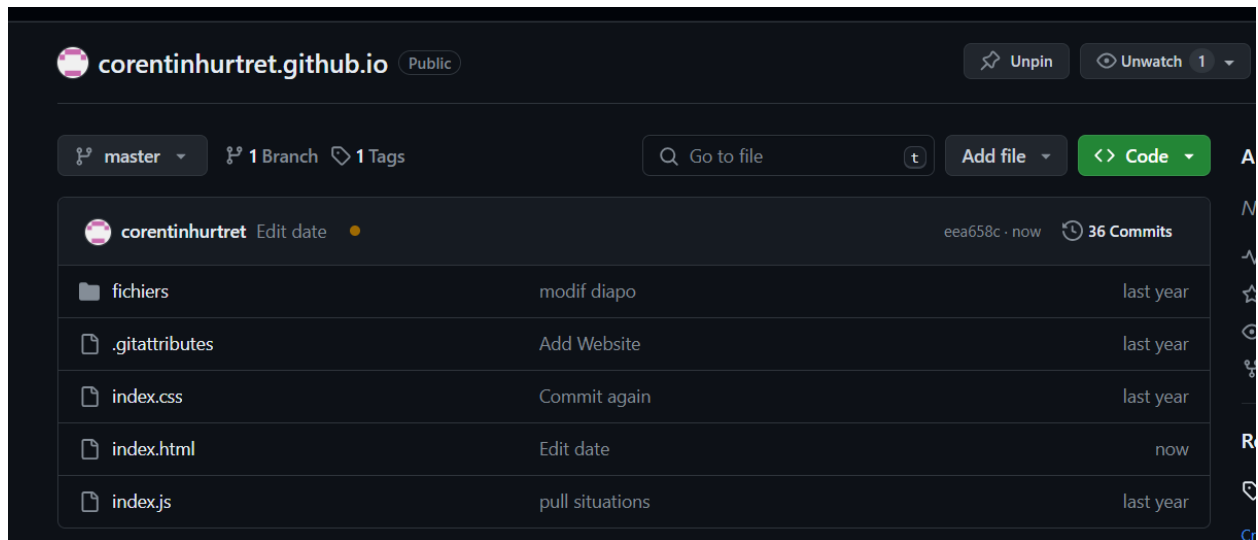 corentinhurtret.github.io Public Unpin Unwatch 1
master 1 Branch 1 Tags Go to file t Add file <> Code A
corentinhurtret Edit date eea658c · now 36 Commits N
fichiers modif diapo last year
.gitattributes Add Website last year
index.css Commit again last year
index.html Edit date now Re
index.js pull situations last year
Cr